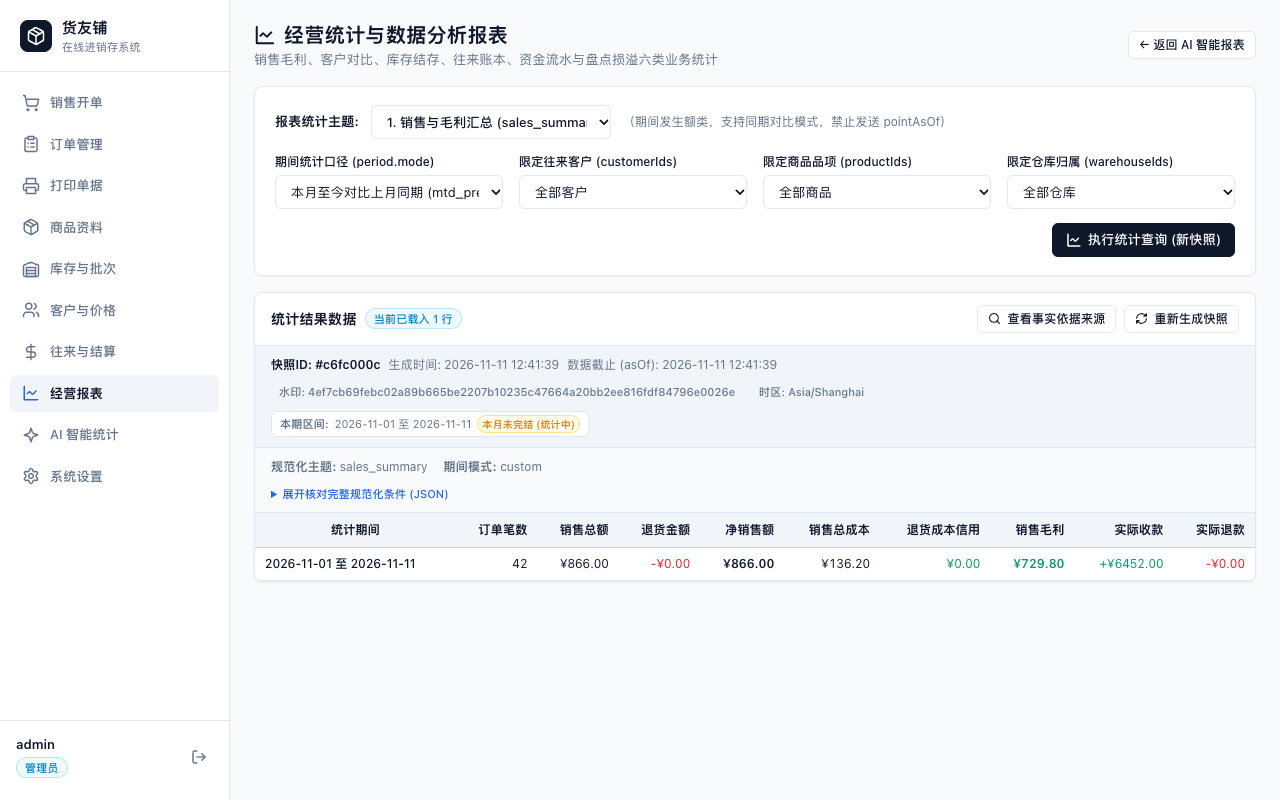 货友铺
在线进销存系统
销售开单
订单管理
打印单据
商品资料
库存与批次
客户与价格
往来与结算
经营报表
AI 智能统计
系统设置
admin
管理员
经营统计与数据分析报表
销售毛利、客户对比、库存结存、往来账本、资金流水与盘点损溢六类业务统计
← 返回 AI 智能报表
报表统计主题: 1. 销售与毛利汇总 (sales_summa (期间发生额类，支持同期对比模式，禁止发送 pointAsOf)
期间统计口径 (period.mode) 限定往来客户 (customerIds) 限定商品品项 (productIds) 限定仓库归属 (warehouseIds)
本月至今对比上月同期 (mtd_pre 全部客户 全部商品 全部仓库
执行统计查询 (新快照)
统计结果数据 当前已载入 1 行 查看事实依据来源 重新生成快照
快照ID: #c6fc000c 生成时间: 2026-11-11 12:41:39 数据截止 (asOf): 2026-11-11 12:41:39
水印: 4ef7cb69febc02a89b665be2207b10235c47664a20bb2ee816fdf84796e0026e 时区: Asia/Shanghai
本期区间: 2026-11-01 至 2026-11-11 本月未完结 (统计中)
规范化主题: sales_summary 期间模式: custom
展开核对完整规范化条件 (JSON)
统计期间 订单笔数 销售总额 退货金额 净销售额 销售总成本 退货成本信用 销售毛利 实际收款 实际退款
2026-11-01 至 2026-11-11 42 ¥866.00 -¥0.00 ¥866.00 ¥136.20 ¥0.00 ¥729.80 +¥6452.00 -¥0.00